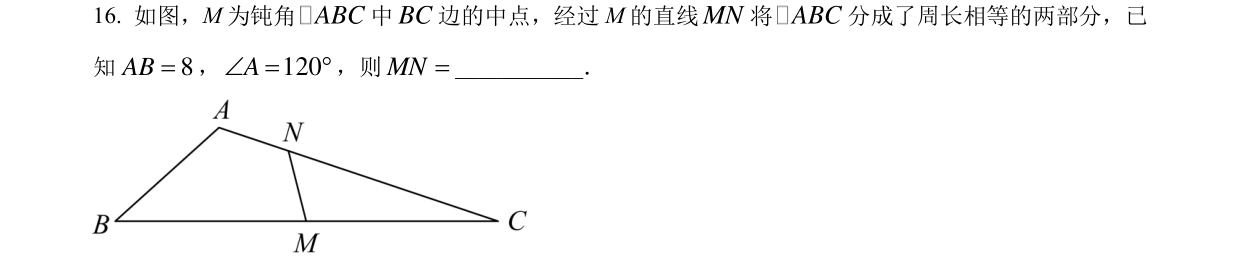 16. 如图，M 为钝角□ABC 中 BC 边的中点，经过 M 的直线 MN 将□ABC 分成了周长相等的两部分，已
知 AB=8，∠A=120°，则 MN =__________.
A
N
B
M
C